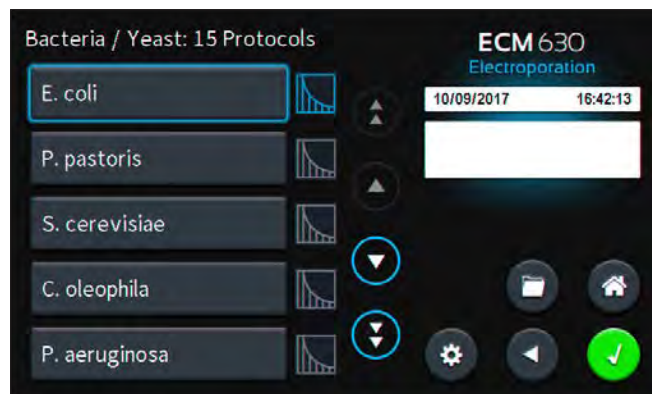 Bacteria / Yeast: 15 Protocols
E. coli
P. pastoris
S. cerevisiae
C. oleophila
P. aeruginosa
ECM 630
Electroporation
10/09/2017 16:42:13